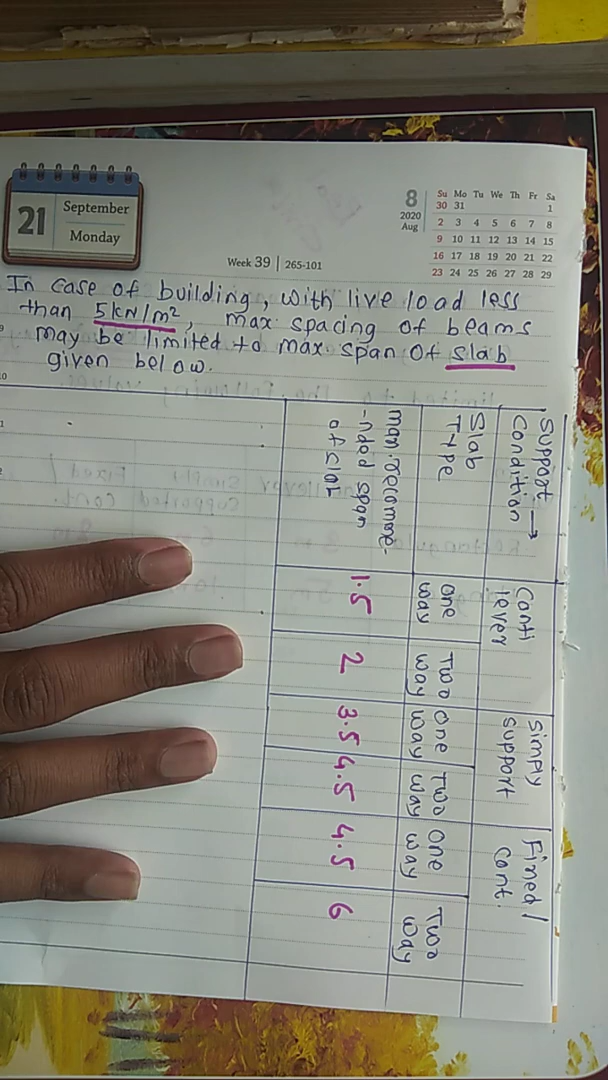 21
September
Monday
Week 39 | 265-101
8
2020
Aug
Su Mo Tu We Th Fr Sa
30 31 1
2 3 4 5 6 7 8
9 10 11 12 13 14 15
16 17 18 19 20 21 22
23 24 25 26 27 28 29
In case of building, with live load less
than 5kN/m², max spacing of beams
may be limited to max span of slab
given below.
Support →
Condition
Canti
lever
Simply
support
Fixed/
cont.
Slab
Type
one
way
Two
way
one
way
Two
way
one
way
Two
way
max. recomme-
-nded span
of slab
1.5 2 3.5 4.5 4.5 6